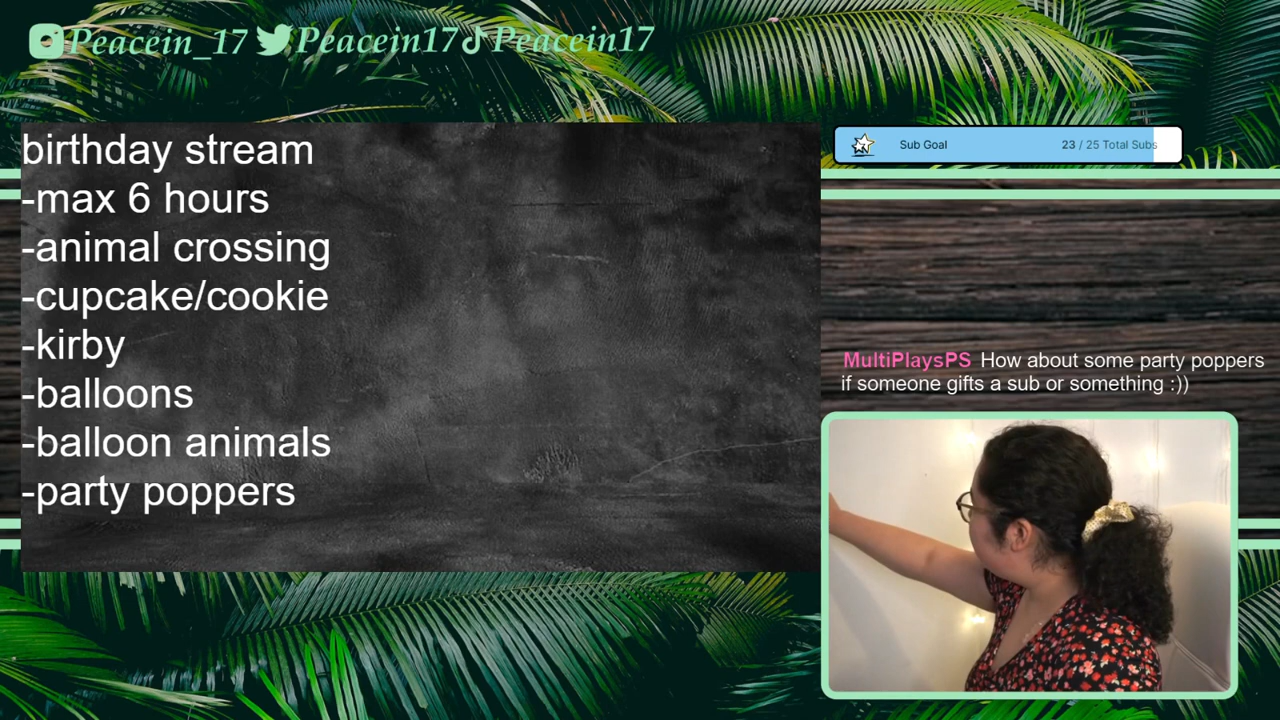 Peacein_17 Peacein17 Peacein17
birthday stream
-max 6 hours
-animal crossing
-cupcake/cookie
-kirby
-balloons
-balloon animals
-party poppers
Sub Goal 23 / 25 Total Subs
MultiPlaysPS How about some party poppers
if someone gifts a sub or something :))